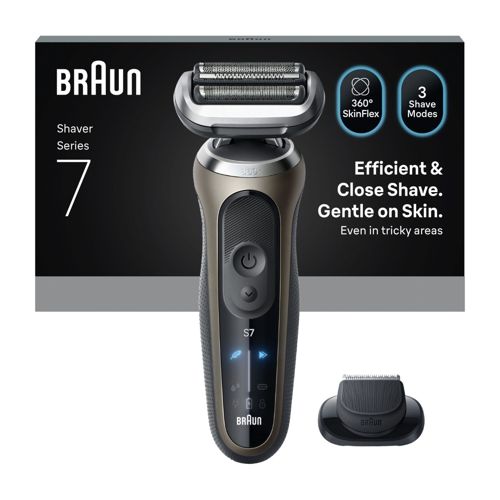 BRAUN
Shaver
Series
7
360°
SkinFlex
3
Shave
Modes
Efficient &
Close Shave.
Gentle on Skin.
Even in tricky areas
S7
BRAUN